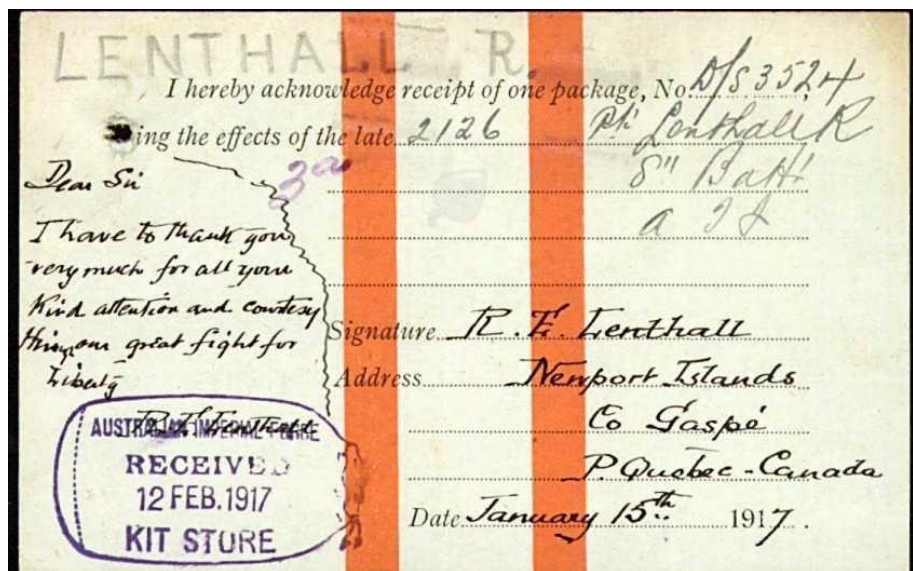 LENTHALL R.
I hereby acknowledge receipt of one package, No. D/S 3524
ing the effects of the late 2126 Pte Lenthall R
8" Battn
A I F
Dear Sir
I have to thank you
very much for all your
Kind attention and courtesy
our great fight for
Liberty
R. E. Lenthall
Signature R. E. Lenthall
Address Newport Islands
Co Gaspé
P. Quebec - Canada
Date January 15th 1917.
AUSTRALIAN IMPERIAL FORCE
RECEIVED
12 FEB. 1917
KIT STORE